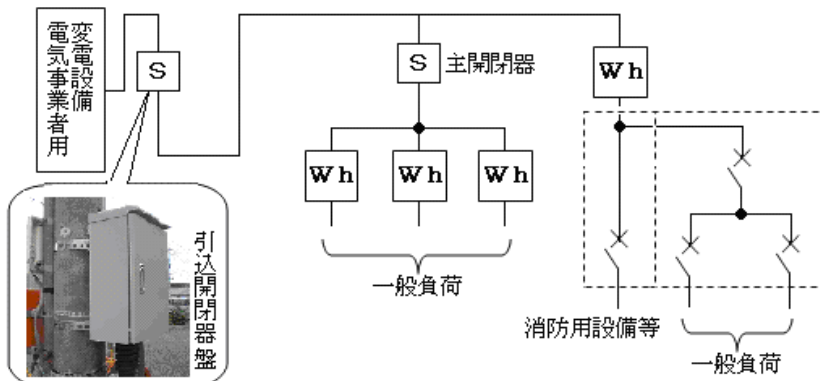 電気事業者用
変電設備
S
S
主開閉器
Wh
Wh
Wh
Wh
一般負荷
消防用設備等
一般負荷
引込開閉器盤